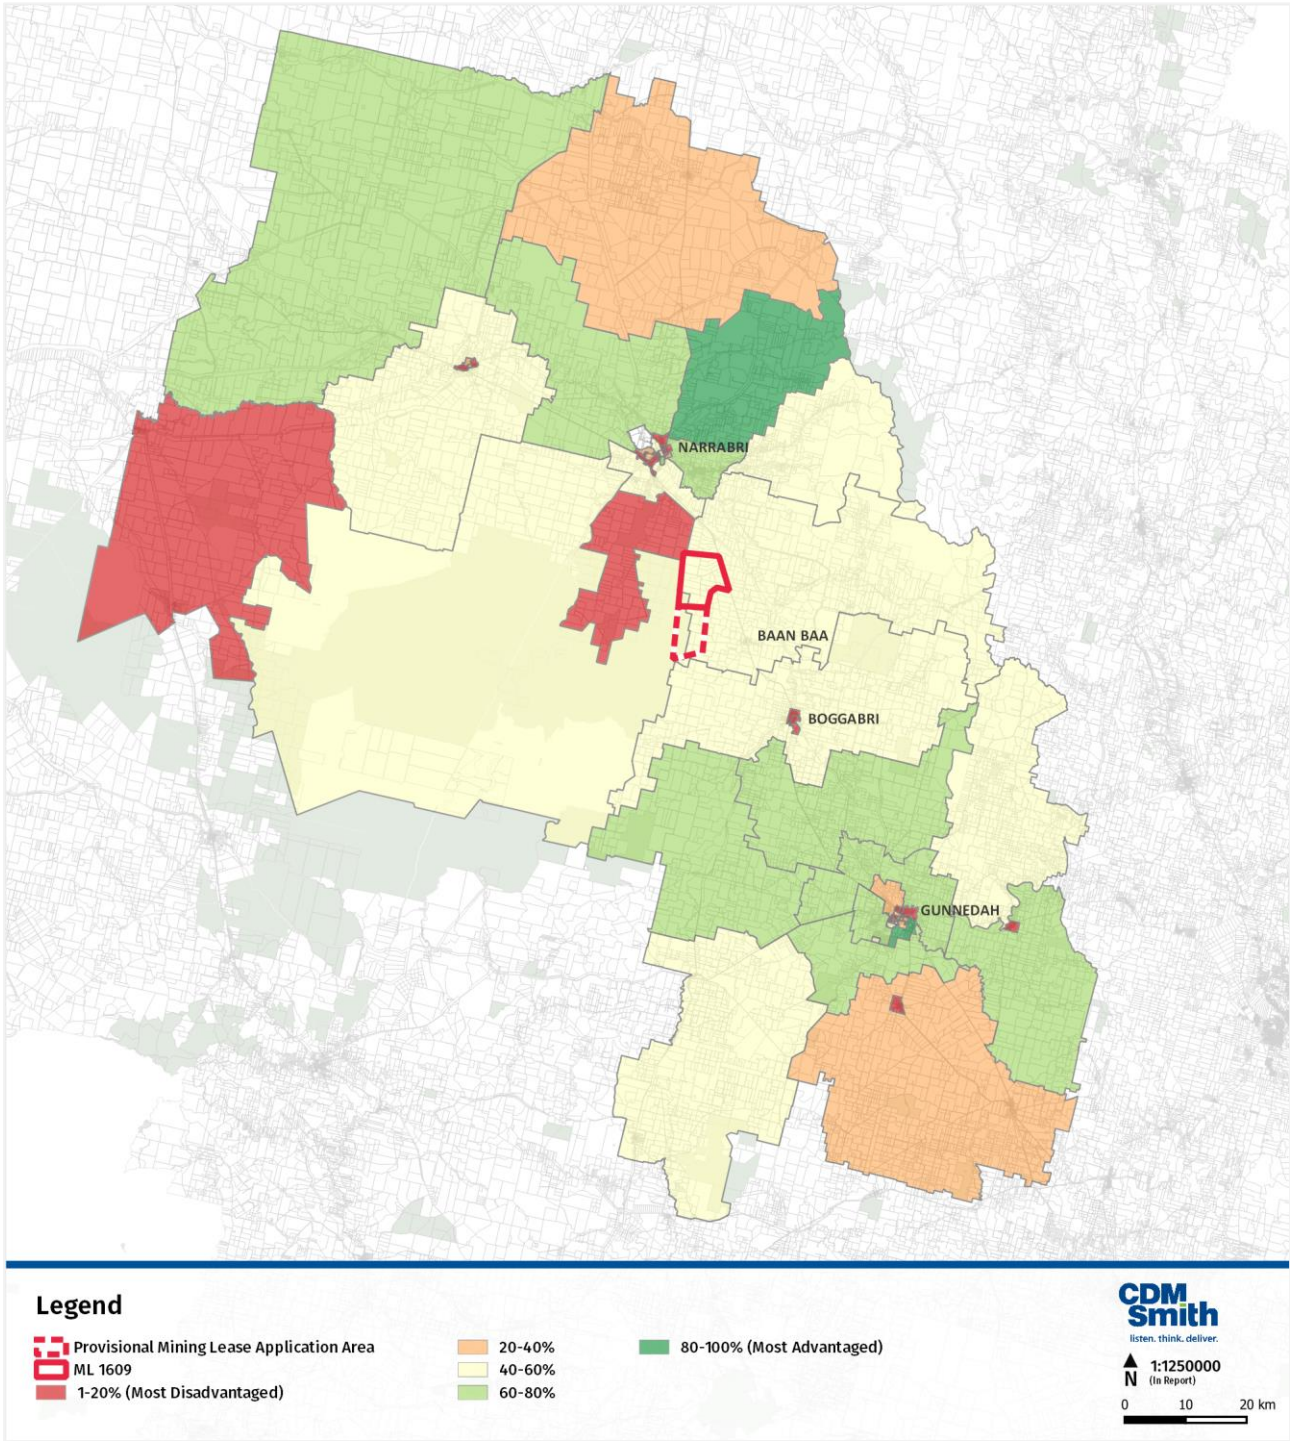 NARRABRI
BAAN BAA
BOGGABRI
GUNNEDAH
Legend
Provisional Mining Lease Application Area
ML 1609
1-20% (Most Disadvantaged)
20-40%
40-60%
60-80%
80-100% (Most Advantaged)
CDM
Smith
listen. think. deliver.
N
1:1250000
(In Report)
0 10 20 km